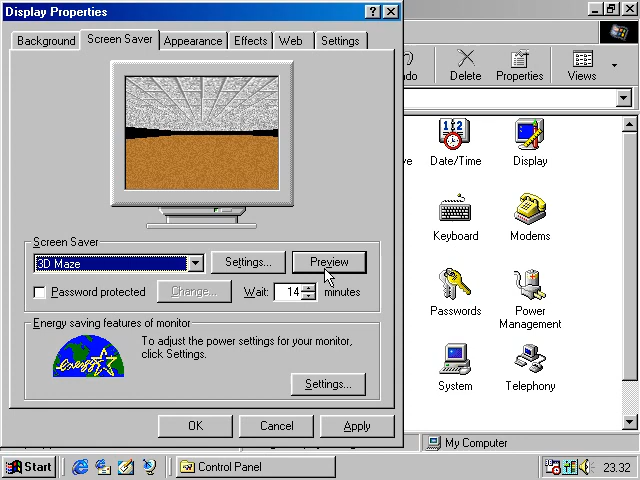 Display Properties
Background
Screen Saver
Appearance
Effects
Web
Settings
Screen Saver
3D Maze
Settings...
Preview
Password protected
Change...
Wait:
14
minutes
Energy saving features of monitor
To adjust the power settings for your monitor,
click Settings.
energy
Settings...
OK
Cancel
Apply
Delete
Properties
Views
Date/Time
Display
Keyboard
Modems
Passwords
Power
Management
System
Telephony
My Computer
Start
Control Panel
23.32